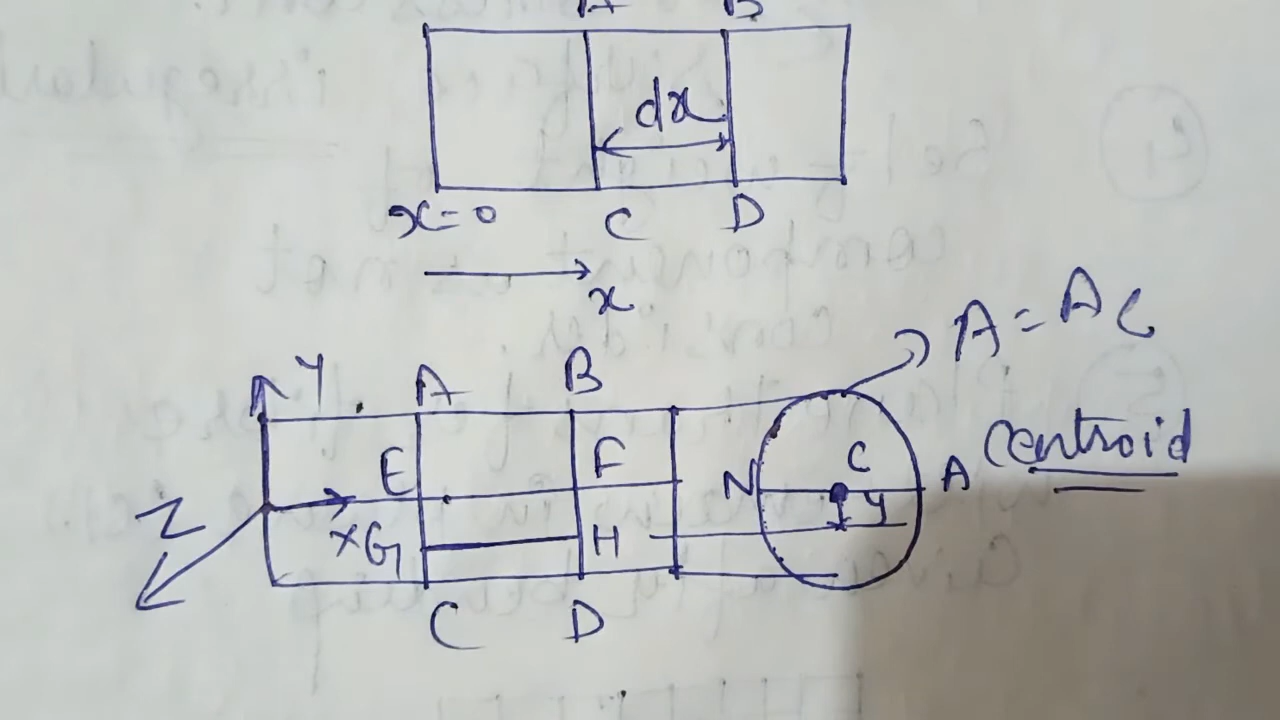 A B
dx
x=0 C D
x
A = Ac
Y A B
E F C Centroid
N A
Z y
x G H
C D